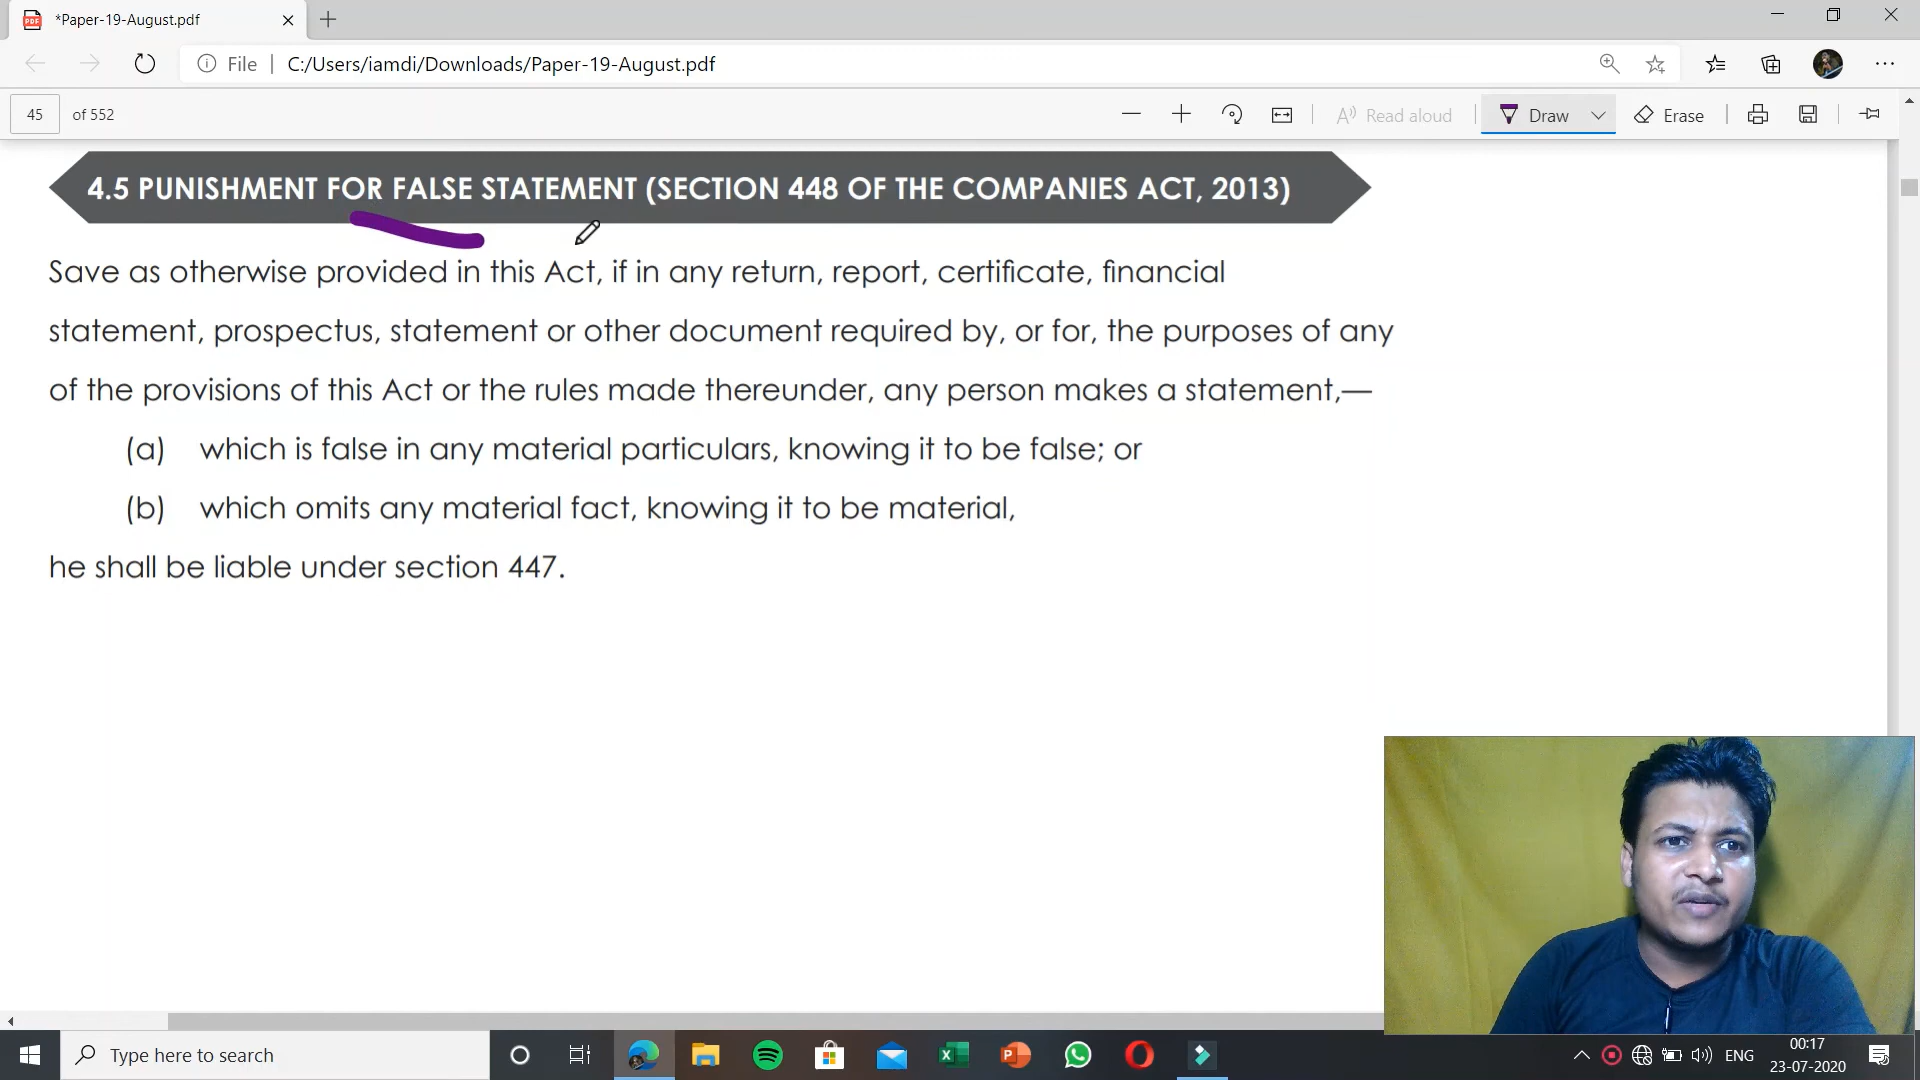 *Paper-19-August.pdf
File
C:/Users/iamdi/Downloads/Paper-19-August.pdf
45 of 552
Read aloud
Draw
Erase
4.5 PUNISHMENT FOR FALSE STATEMENT (SECTION 448 OF THE COMPANIES ACT, 2013)
Save as otherwise provided in this Act, if in any return, report, certificate, financial
statement, prospectus, statement or other document required by, or for, the purposes of any
of the provisions of this Act or the rules made thereunder, any person makes a statement,—
(a) which is false in any material particulars, knowing it to be false; or
(b) which omits any material fact, knowing it to be material,
he shall be liable under section 447.
Type here to search
ENG
00:17
23-07-2020